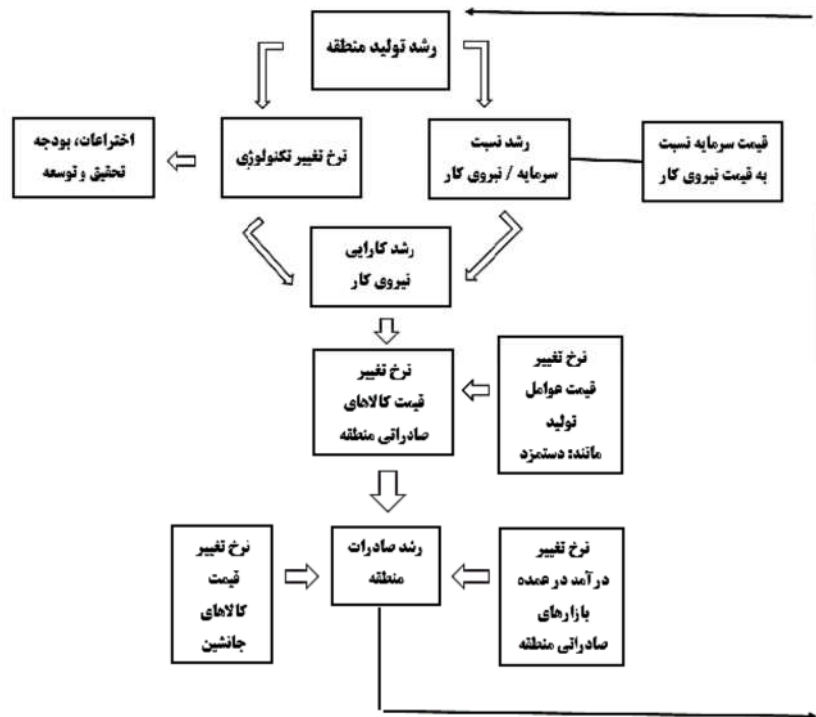 رشد تولید منطقه
قیمت سرمایه نسبت
به قیمت نیروی کار
رشد نسبت
سرمایه / نیروی کار
نرخ تغییر تکنولوژی
اختراعات، بودجه
تحقیق و توسعه
رشد کارایی
نیروی کار
نرخ تغییر
قیمت عوامل
تولید
مانند: دستمزد
نرخ تغییر
قیمت کالاهای
صادراتی منطقه
نرخ تغییر
درآمد در عمده
بازارهای
صادراتی منطقه
رشد صادرات
منطقه
نرخ تغییر
قیمت
کالاهای
جانشین